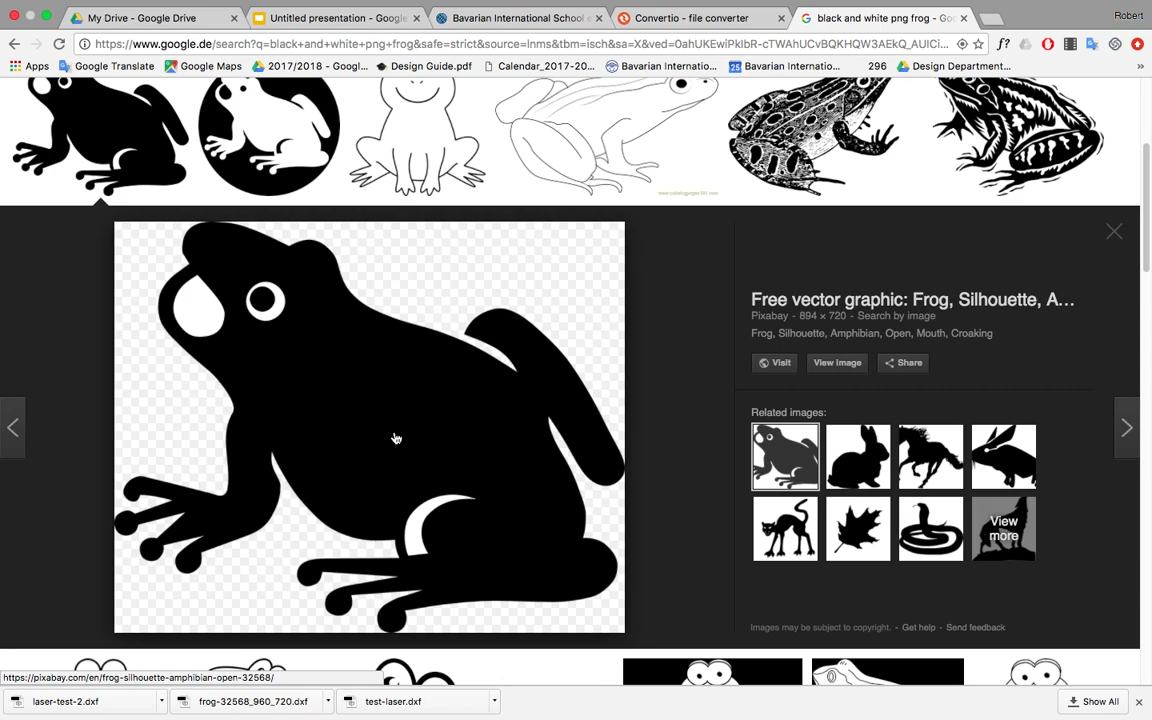 My Drive - Google Drive
Untitled presentation - Google
Bavarian International School e
Convertio - file converter
black and white png frog - Goo
Robert
https://www.google.de/search?q=black+and+white+png+frog&safe=strict&source=lnms&tbm=isch&sa=X&ved=0ahUKEwiPkIbR-cTWAhUCvBQKHQW3AEkQ_AUICi...
f?
Apps
Google Translate
Google Maps
2017/2018 - Googl...
Design Guide.pdf
Calendar_2017-20...
Bavarian Internatio...
25
Bavarian Internatio...
296
Design Department...
»
Free vector graphic: Frog, Silhouette, A...
Pixabay - 894 × 720 - Search by image
Frog, Silhouette, Amphibian, Open, Mouth, Croaking
Visit
View image
Share
Related images:
View
more
Images may be subject to copyright. - Get help - Send feedback
https://pixabay.com/en/frog-silhouette-amphibian-open-32568/
laser-test-2.dxf
frog-32568_960_720.dxf
test-laser.dxf
Show All